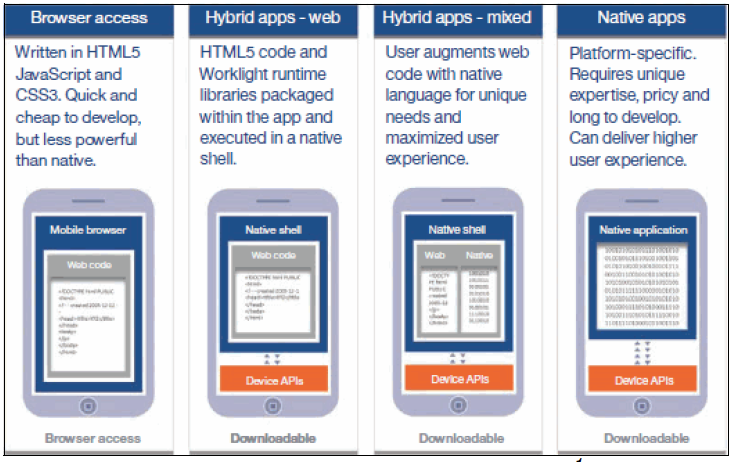 Browser access
Written in HTML5
JavaScript and
CSS3. Quick and
cheap to develop,
but less powerful
than native.
Mobile browser
Web code
Browser access
Hybrid apps - web
HTML5 code and
Worklight runtime
libraries packaged
within the app and
executed in a native
shell.
Native shell
Web code
Device APIs
Downloadable
Hybrid apps - mixed
User augments web
code with native
language for unique
needs and
maximized user
experience.
Native shell
Web Native
Device APIs
Downloadable
Native apps
Platform-specific.
Requires unique
expertise, pricy and
long to develop.
Can deliver higher
user experience.
Native application
Device APIs
Downloadable